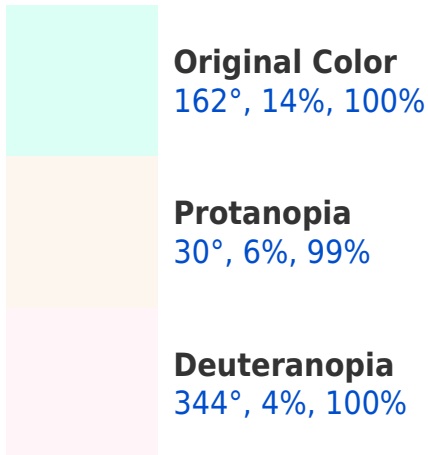 Original Color
162°, 14%, 100%
Protanopia
30°, 6%, 99%
Deuteranopia
344°, 4%, 100%